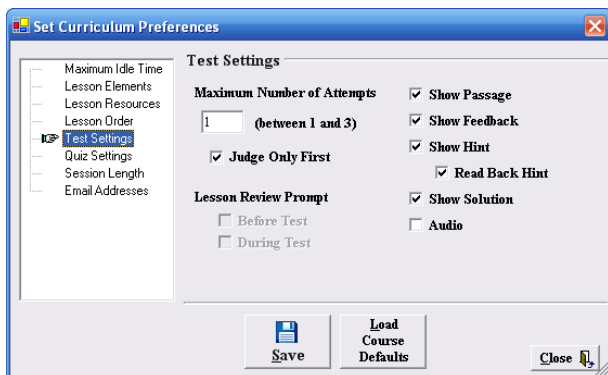 Set Curriculum Preferences
Maximum Idle Time
Lesson Elements
Lesson Resources
Lesson Order
Test Settings
Quiz Settings
Session Length
Email Addresses
Test Settings
Maximum Number of Attempts
1 (between 1 and 3)
Judge Only First
Lesson Review Prompt
Before Test
During Test
Show Passage
Show Feedback
Show Hint
Read Back Hint
Show Solution
Audio
Save
Load
Course
Defaults
Close